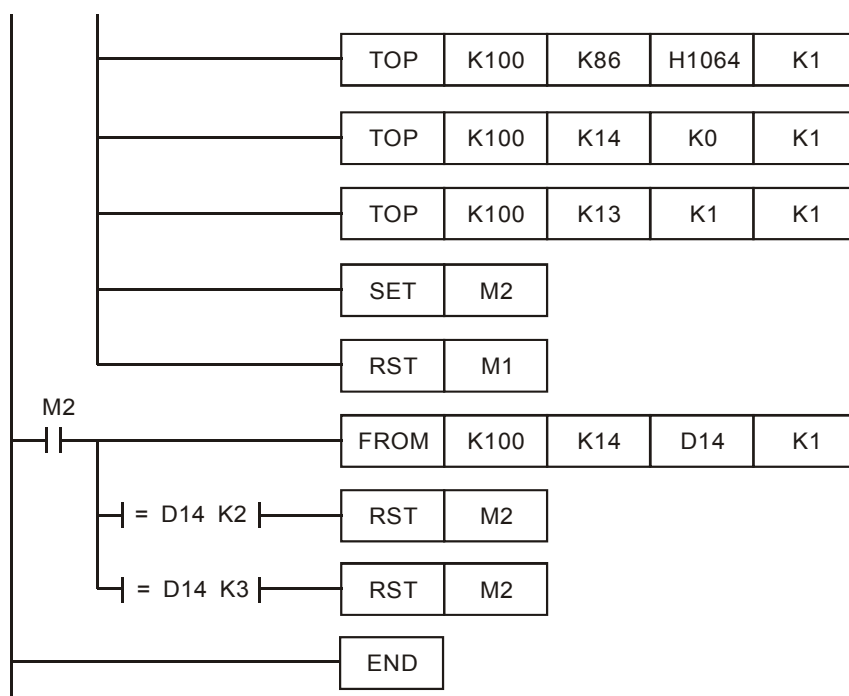 TOP K100 K86 H1064 K1
TOP K100 K14 K0 K1
TOP K100 K13 K1 K1
SET M2
RST M1
M2
FROM K100 K14 D14 K1
= D14 K2 RST M2
= D14 K3 RST M2
END